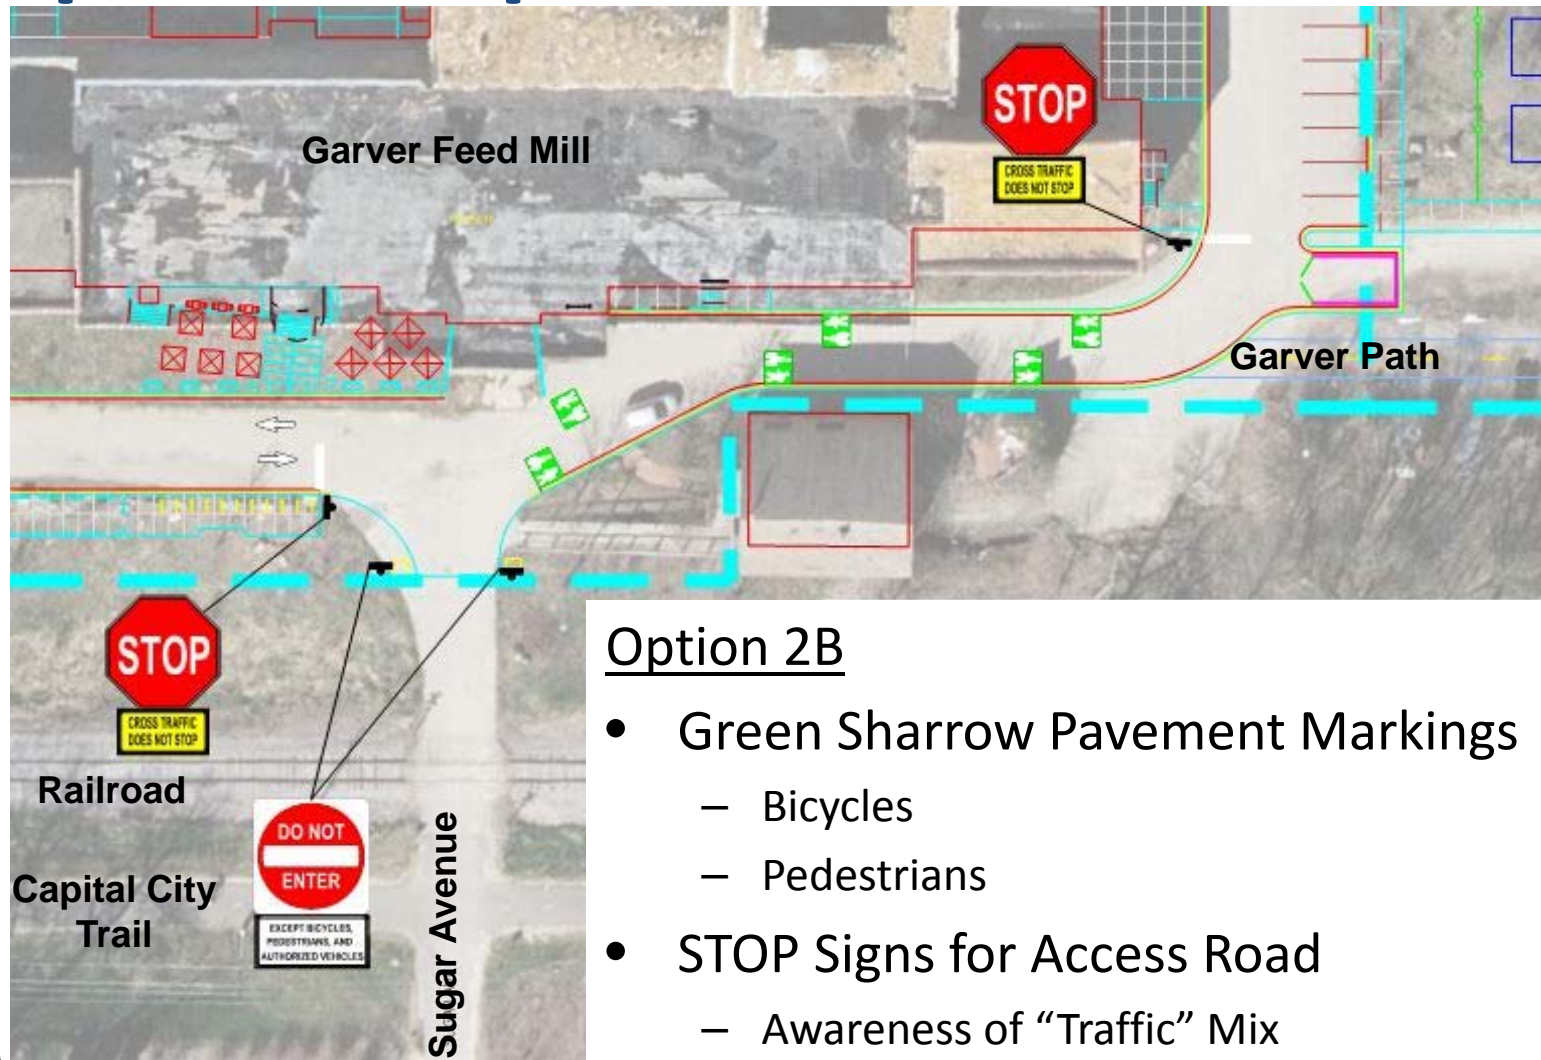 Garver Feed Mill
STOP
CROSS TRAFFIC
DOES NOT STOP
Garver Path
STOP
CROSS TRAFFIC
DOES NOT STOP
Railroad
DO NOT
ENTER
EXCEPT BICYCLES,
PEDESTRIANS, AND
AUTHORIZED VEHICLES
Capital City
Trail
Sugar Avenue
Option 2B
• Green Sharrow Pavement Markings
– Bicycles
– Pedestrians
• STOP Signs for Access Road
– Awareness of “Traffic” Mix